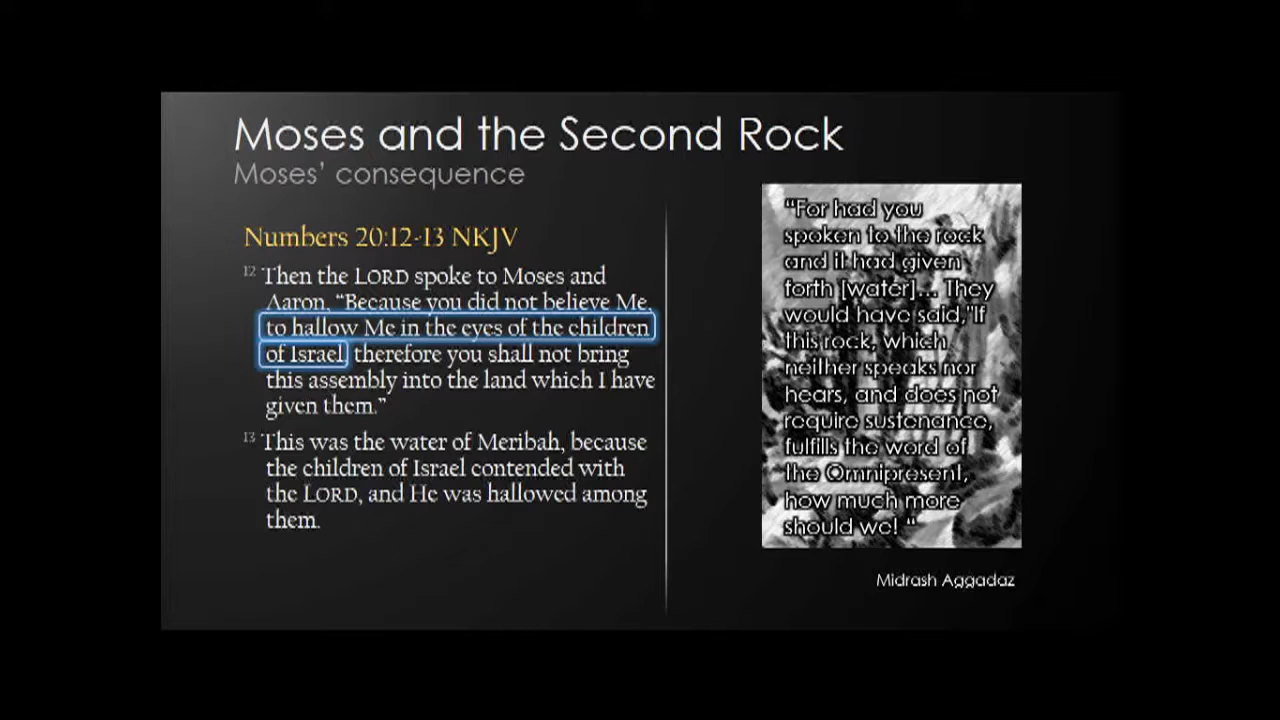 Moses and the Second Rock
Moses’ consequence
Numbers 20:12-13 NKJV
12 Then the LORD spoke to Moses and
Aaron, “Because you did not believe Me,
to hallow Me in the eyes of the children
of Israel, therefore you shall not bring
this assembly into the land which I have
given them.”
13 This was the water of Meribah, because
the children of Israel contended with
the LORD, and He was hallowed among
them.
“For had you
spoken to the rock
and it had given
forth [water]... They
would have said,"If
this rock, which
neither speaks nor
hears, and does not
require sustenance,
fulfills the word of
the Omnipresent,
how much more
should we! “
Midrash Aggadaz